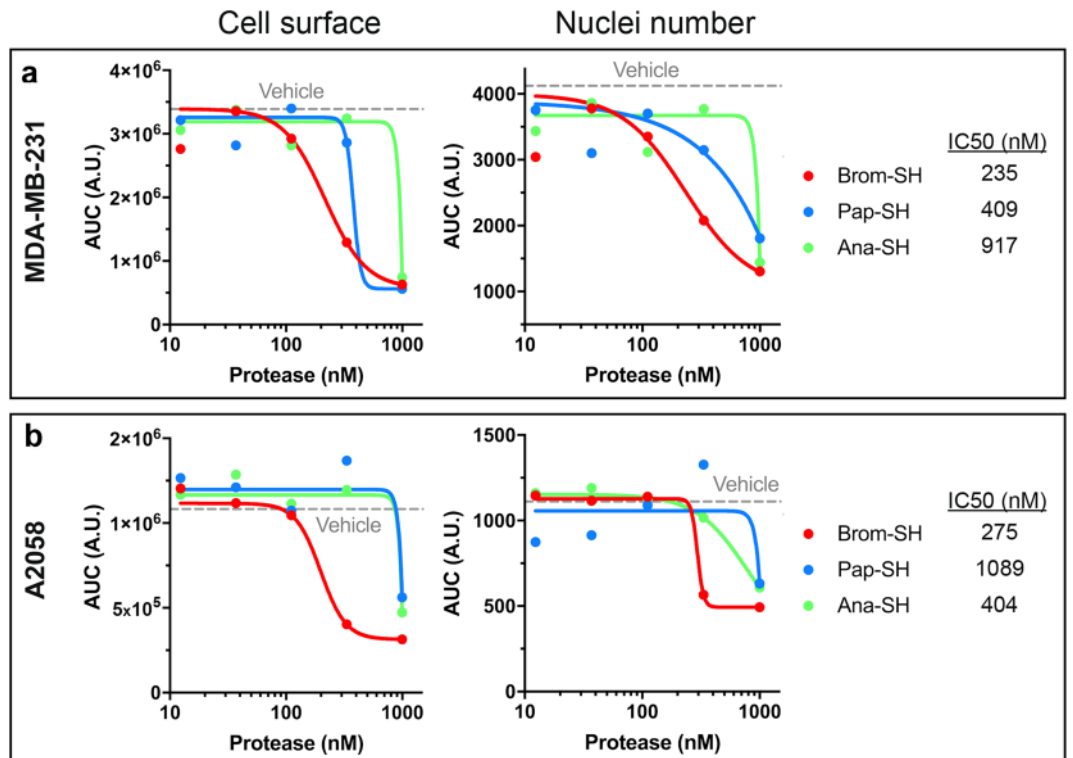 Cell surface
Nuclei number
a
MDA-MB-231
AUC (A.U.)
4×10⁶
3×10⁶
2×10⁶
1×10⁶
0
Vehicle
10 100 1000
Protease (nM)
AUC (A.U.)
4000
3000
2000
1000
Vehicle
10 100 1000
Protease (nM)
IC50 (nM)
Brom-SH 235
Pap-SH 409
Ana-SH 917
b
A2058
AUC (A.U.)
2×10⁶
1×10⁶
5×10⁵
0
Vehicle
10 100 1000
Protease (nM)
AUC (A.U.)
1500
1000
500
0
Vehicle
10 100 1000
Protease (nM)
IC50 (nM)
Brom-SH 275
Pap-SH 1089
Ana-SH 404